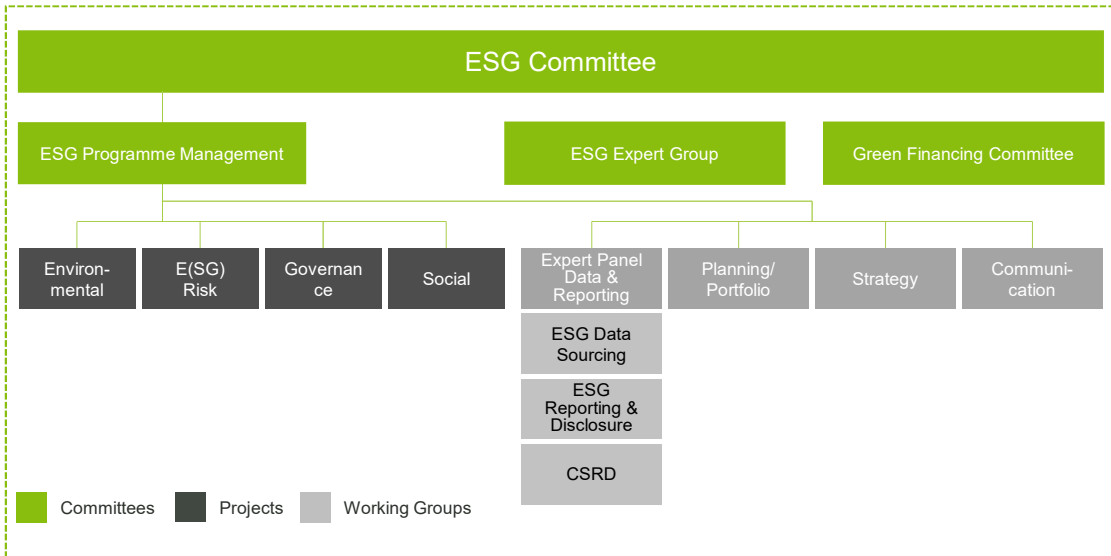 ESG Committee
ESG Programme Management
ESG Expert Group
Green Financing Committee
Environ-
mental
E(SG)
Risk
Governan
ce
Social
Expert Panel
Data &
Reporting
Planning/
Portfolio
Strategy
Communi-
cation
ESG Data
Sourcing
ESG
Reporting &
Disclosure
CSRD
Committees
Projects
Working Groups